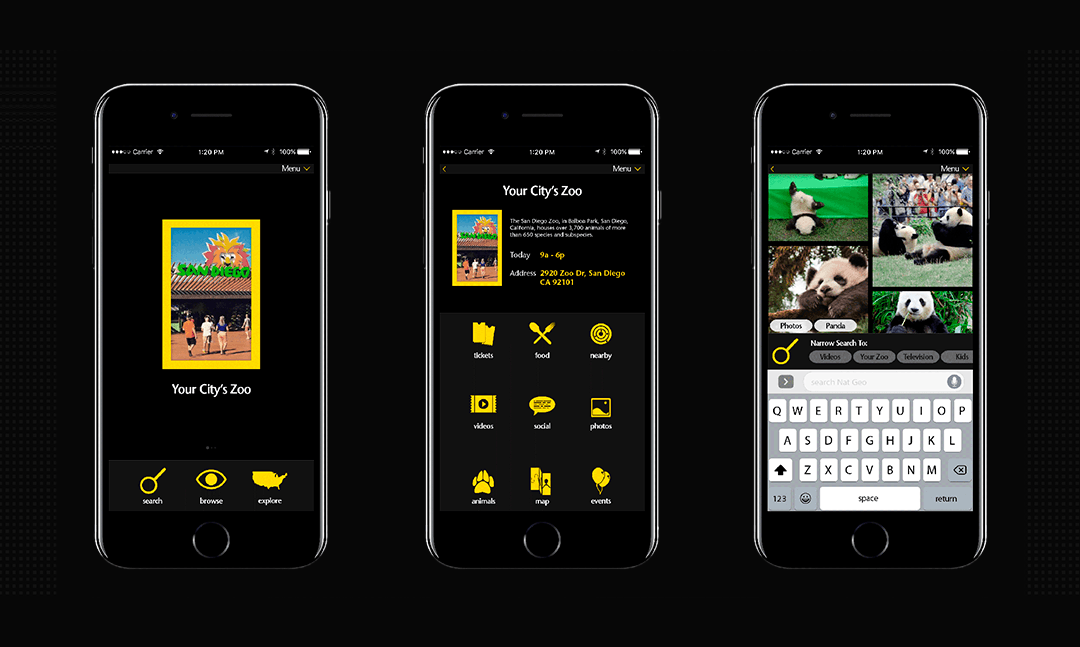 Carrier 1:20 PM 100%
Menu
SAN DIEGO
Your City's Zoo
search browse explore
Carrier 1:20 PM 100%
Menu
Your City's Zoo
SAN DIEGO
The San Diego Zoo, in Balboa Park, San Diego,
California, houses over 3,700 animals of more
than 650 species and subspecies.
Today 9a - 6p
Address 2920 Zoo Dr, San Diego
CA 92101
tickets food nearby
videos social photos
animals map events
Carrier 1:20 PM 100%
Menu
Photos Panda
Narrow Search To:
Videos Your Zoo Television Kids
search Nat Geo
Q W E R T Y U I O P
A S D F G H J K L
Z X C V B N M
123 space return